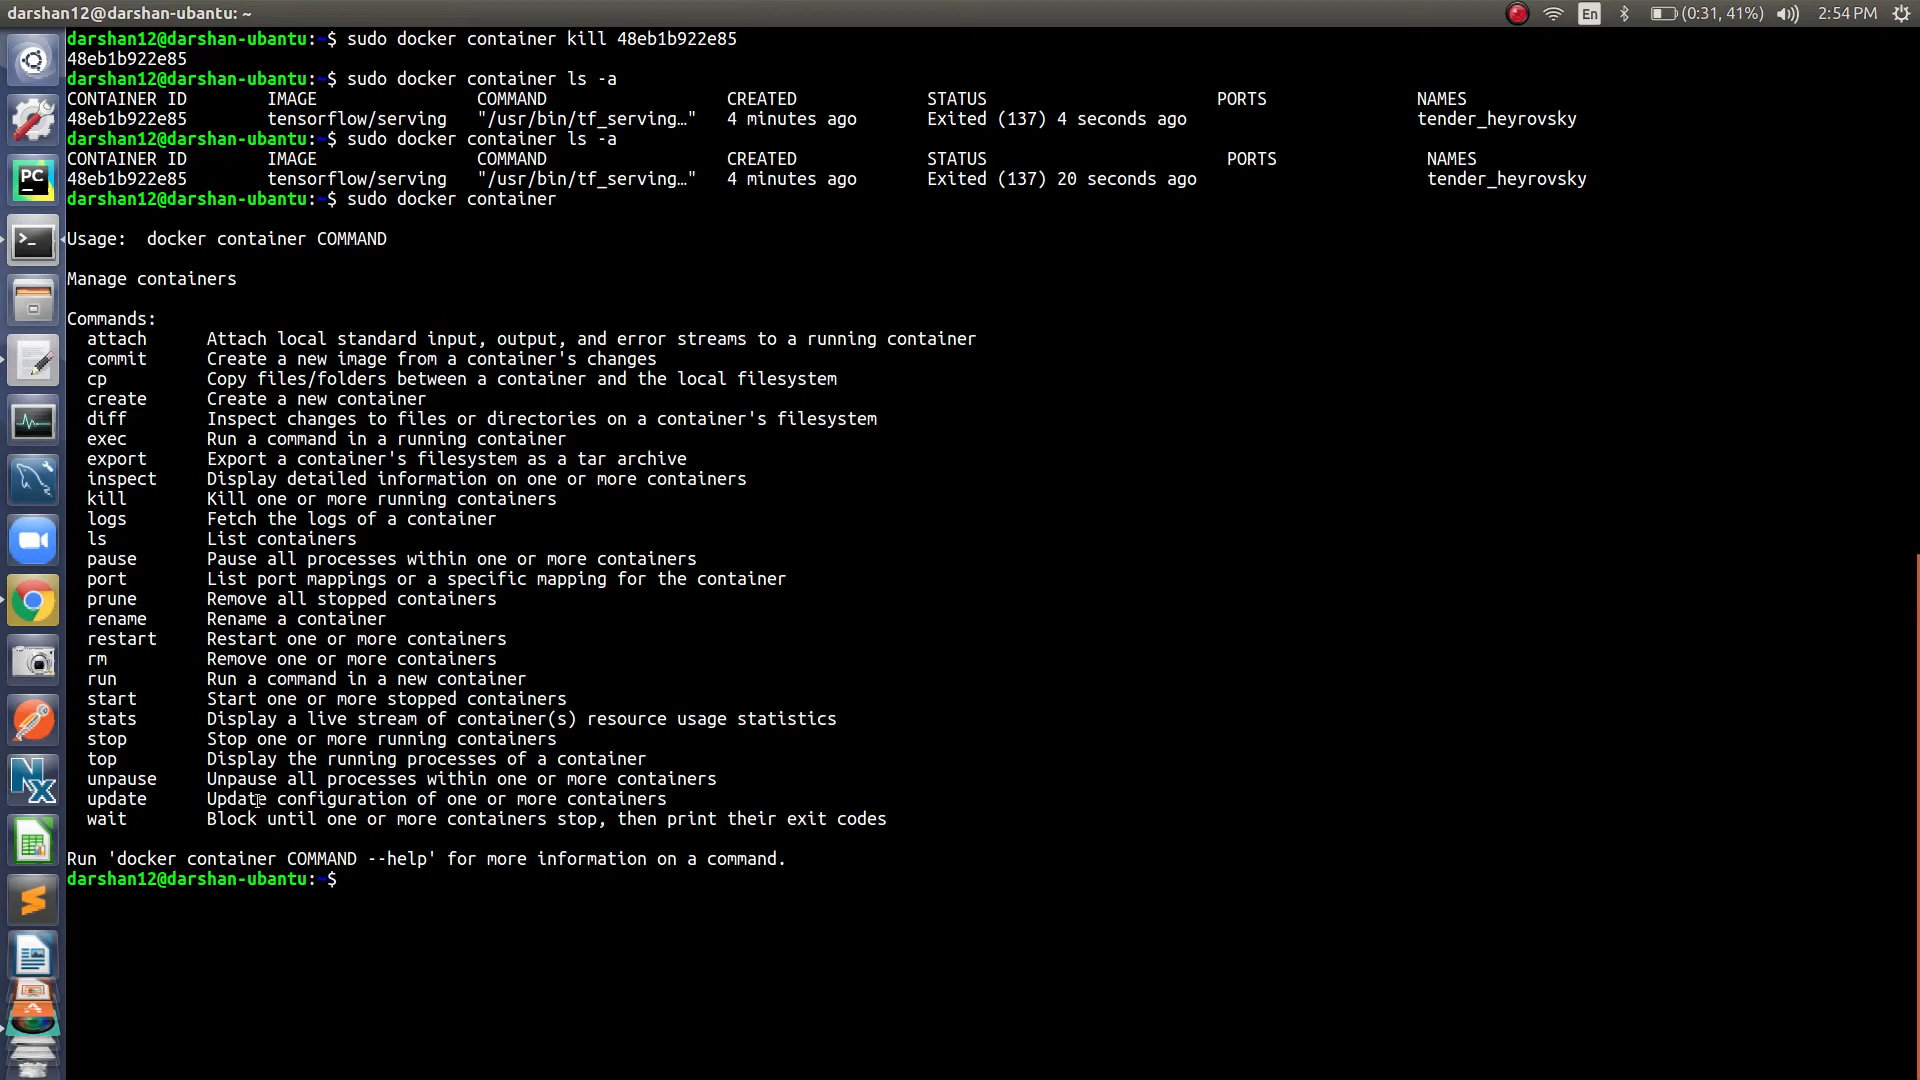 darshan12@darshan-ubantu: ~
En
(0:31, 41%)
2:54 PM
darshan12@darshan-ubantu:~$ sudo docker container kill 48eb1b922e85
48eb1b922e85
darshan12@darshan-ubantu:~$ sudo docker container ls -a
CONTAINER ID        IMAGE                COMMAND                  CREATED             STATUS                       PORTS               NAMES
48eb1b922e85        tensorflow/serving   "/usr/bin/tf_serving…"   4 minutes ago       Exited (137) 4 seconds ago                       tender_heyrovsky
darshan12@darshan-ubantu:~$ sudo docker container ls -a
CONTAINER ID        IMAGE                COMMAND                  CREATED             STATUS                        PORTS               NAMES
48eb1b922e85        tensorflow/serving   "/usr/bin/tf_serving…"   4 minutes ago       Exited (137) 20 seconds ago                       tender_heyrovsky
darshan12@darshan-ubantu:~$ sudo docker container
Usage:  docker container COMMAND
Manage containers
Commands:
  attach      Attach local standard input, output, and error streams to a running container
  commit      Create a new image from a container's changes
  cp          Copy files/folders between a container and the local filesystem
  create      Create a new container
  diff        Inspect changes to files or directories on a container's filesystem
  exec        Run a command in a running container
  export      Export a container's filesystem as a tar archive
  inspect     Display detailed information on one or more containers
  kill        Kill one or more running containers
  logs        Fetch the logs of a container
  ls          List containers
  pause       Pause all processes within one or more containers
  port        List port mappings or a specific mapping for the container
  prune       Remove all stopped containers
  rename      Rename a container
  restart     Restart one or more containers
  rm          Remove one or more containers
  run         Run a command in a new container
  start       Start one or more stopped containers
  stats       Display a live stream of container(s) resource usage statistics
  stop        Stop one or more running containers
  top         Display the running processes of a container
  unpause     Unpause all processes within one or more containers
  update      Update configuration of one or more containers
  wait        Block until one or more containers stop, then print their exit codes
Run 'docker container COMMAND --help' for more information on a command.
darshan12@darshan-ubantu:~$
PC